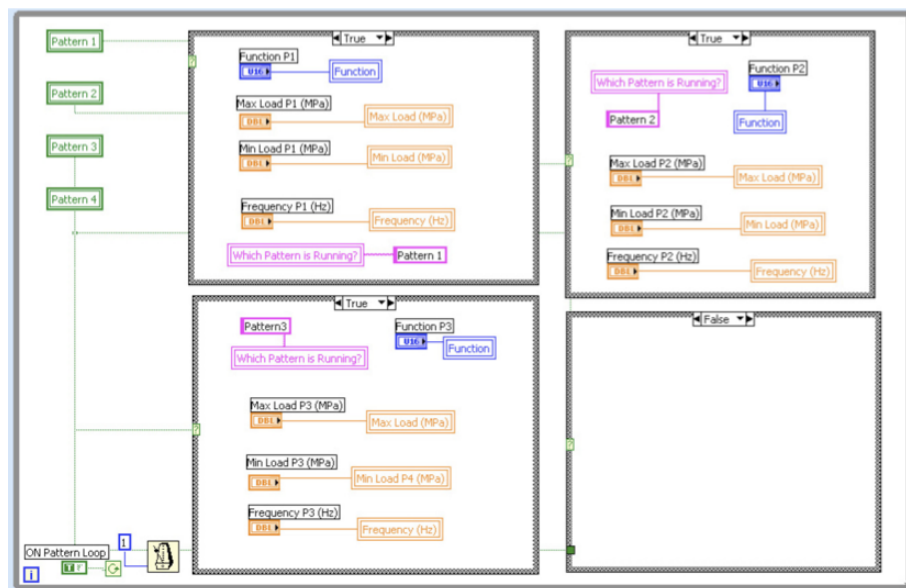 Pattern 1
Pattern 2
Pattern 3
Pattern 4
True
Function P1
U16
Function
Max Load P1 (MPa)
DBL
Max Load (MPa)
Min Load P1 (MPa)
DBL
Min Load (MPa)
Frequency P1 (Hz)
DBL
Frequency (Hz)
Which Pattern is Running?
Pattern 1
True
Which Pattern is Running?
Pattern 2
Function P2
U16
Function
Max Load P2 (MPa)
DBL
Max Load (MPa)
Min Load P2 (MPa)
DBL
Min Load (MPa)
Frequency P2 (Hz)
DBL
Frequency (Hz)
True
Pattern3
Which Pattern is Running?
Function P3
U16
Function
Max Load P3 (MPa)
DBL
Max Load (MPa)
Min Load P3 (MPa)
DBL
Min Load P4 (MPa)
Frequency P3 (Hz)
DBL
Frequency (Hz)
False
ON Pattern Loop
T F
1
i
?
?
?
?